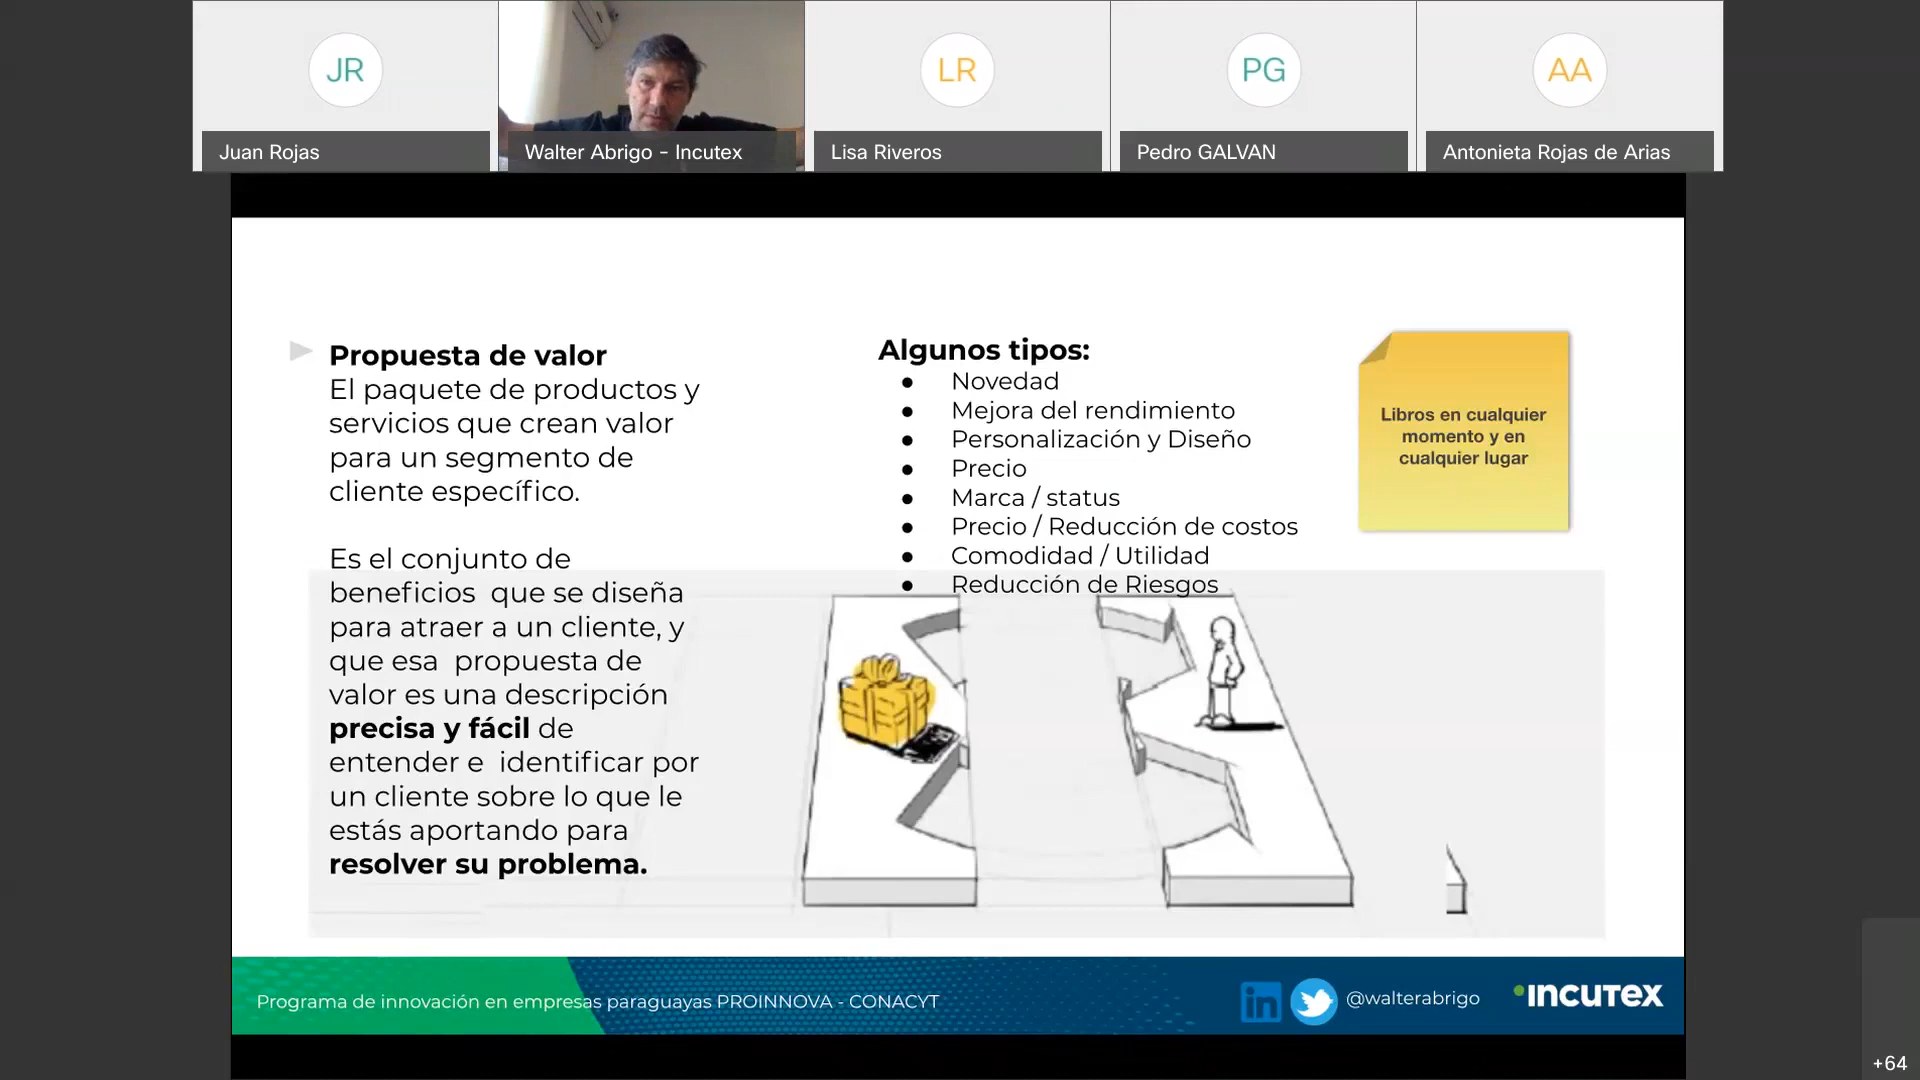 JR
LR
PG
AA
Juan Rojas
Walter Abrigo - Incutex
Lisa Riveros
Pedro GALVAN
Antonieta Rojas de Arias
Propuesta de valor
El paquete de productos y
servicios que crean valor
para un segmento de
cliente específico.
Es el conjunto de
beneficios que se diseña
para atraer a un cliente, y
que esa propuesta de
valor es una descripción
precisa y fácil de
entender e identificar por
un cliente sobre lo que le
estás aportando para
resolver su problema.
Algunos tipos:
● Novedad
● Mejora del rendimiento
● Personalización y Diseño
● Precio
● Marca / status
● Precio / Reducción de costos
● Comodidad / Utilidad
● Reducción de Riesgos
Libros en cualquier
momento y en
cualquier lugar
Programa de innovación en empresas paraguayas PROINNOVA - CONACYT
in
@walterabrigo
INCUTEX
+64